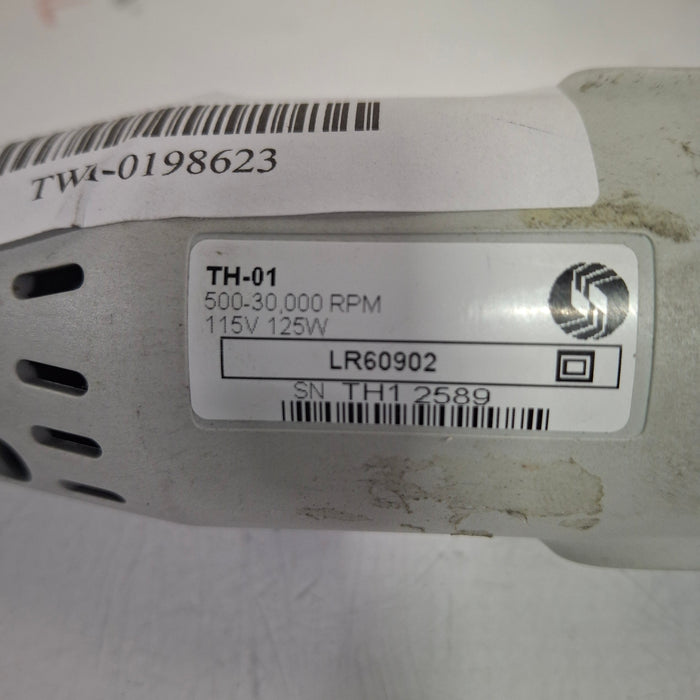 TWI-0198623
TH-01
500-30,000 RPM
115V 125W
LR60902
SN TH1 2589